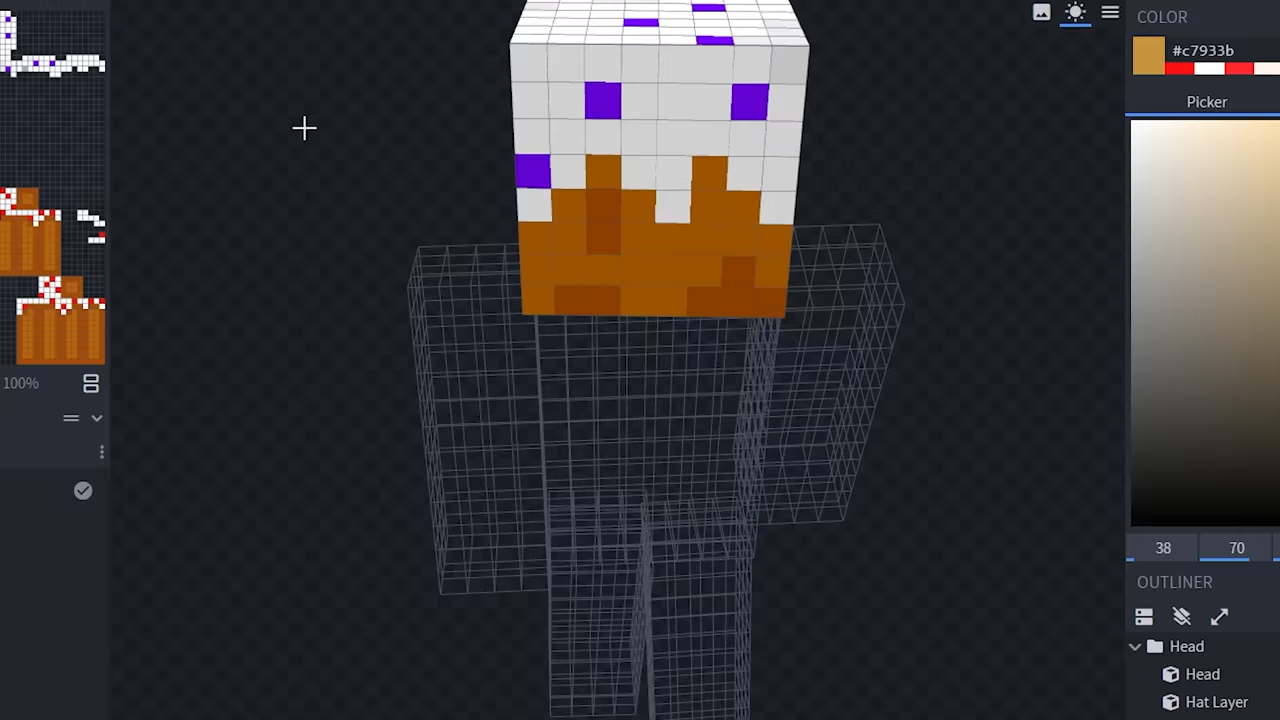 COLOR
#c7933b
Picker
100%
38
70
OUTLINER
Head
Head
Hat Layer